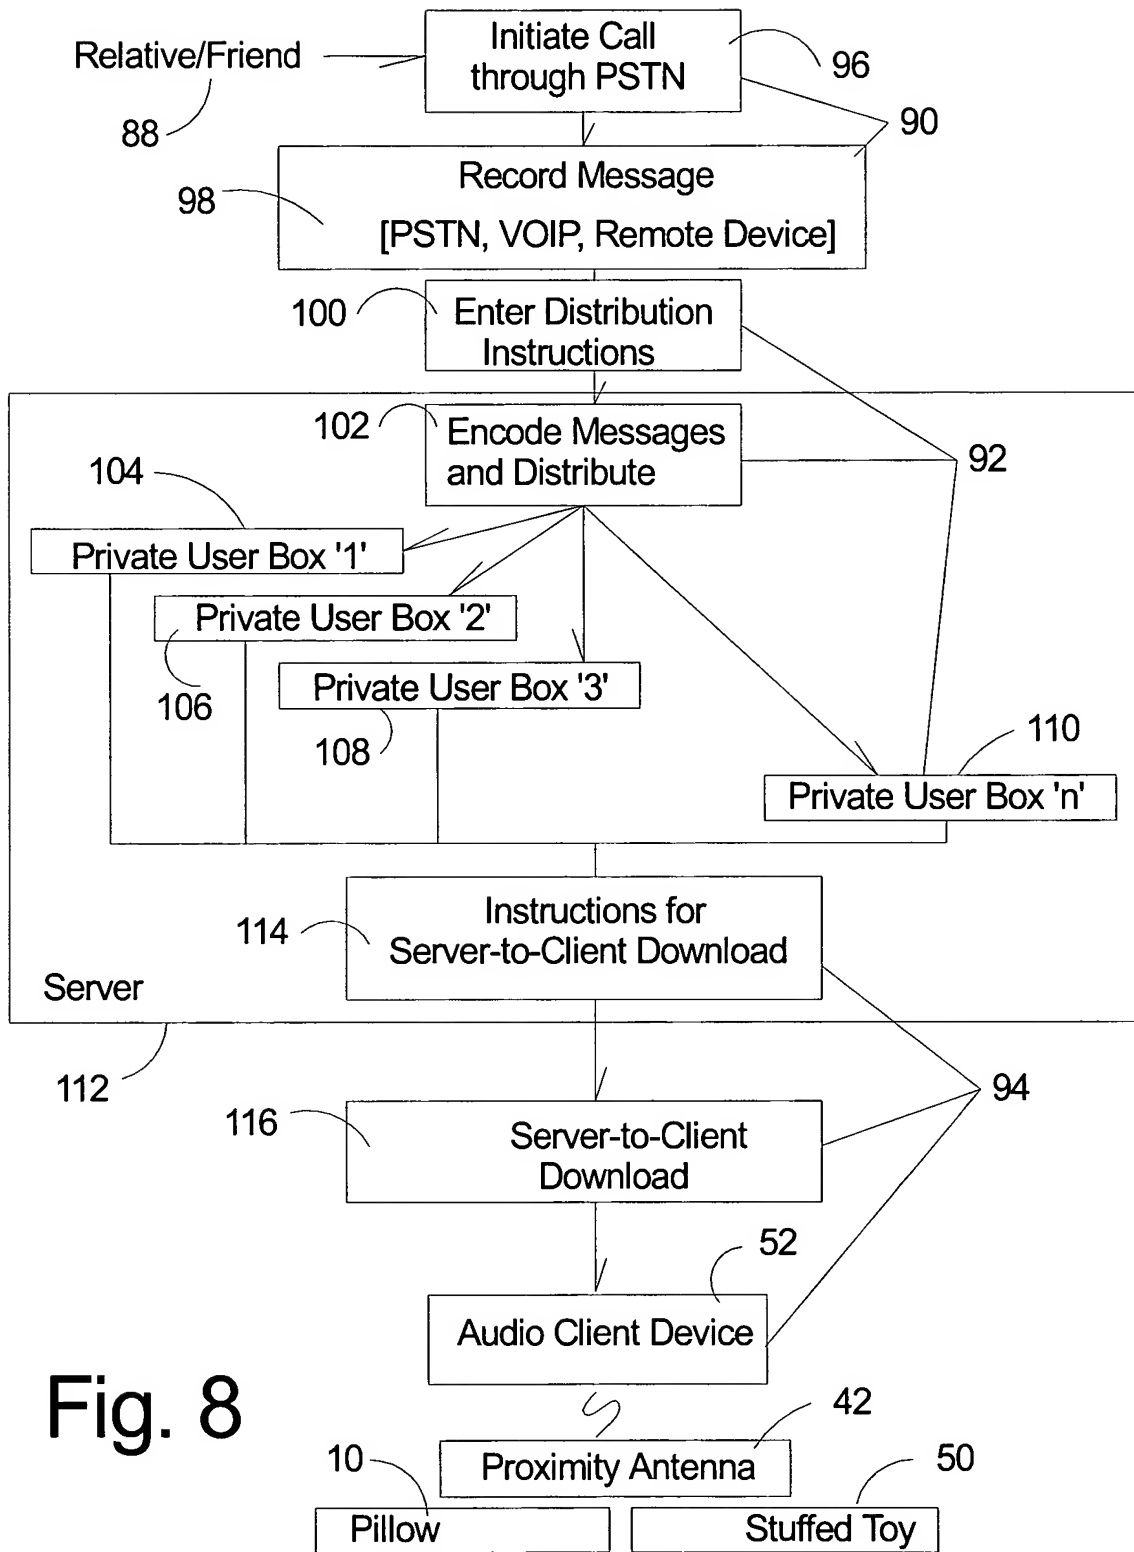 Initiate Call
through PSTN
Relative/Friend
96
88
90
Record Message
98
[PSTN, VOIP, Remote Device]
100
Enter Distribution
Instructions
102
Encode Messages
and Distribute
92
104
Private User Box '1'
Private User Box '2'
106
Private User Box '3'
108
110
Private User Box 'n'
114
Instructions for
Server-to-Client Download
Server
112
94
116
Server-to-Client
Download
52
Audio Client Device
Fig. 8
42
Proximity Antenna
10
50
Pillow
Stuffed Toy